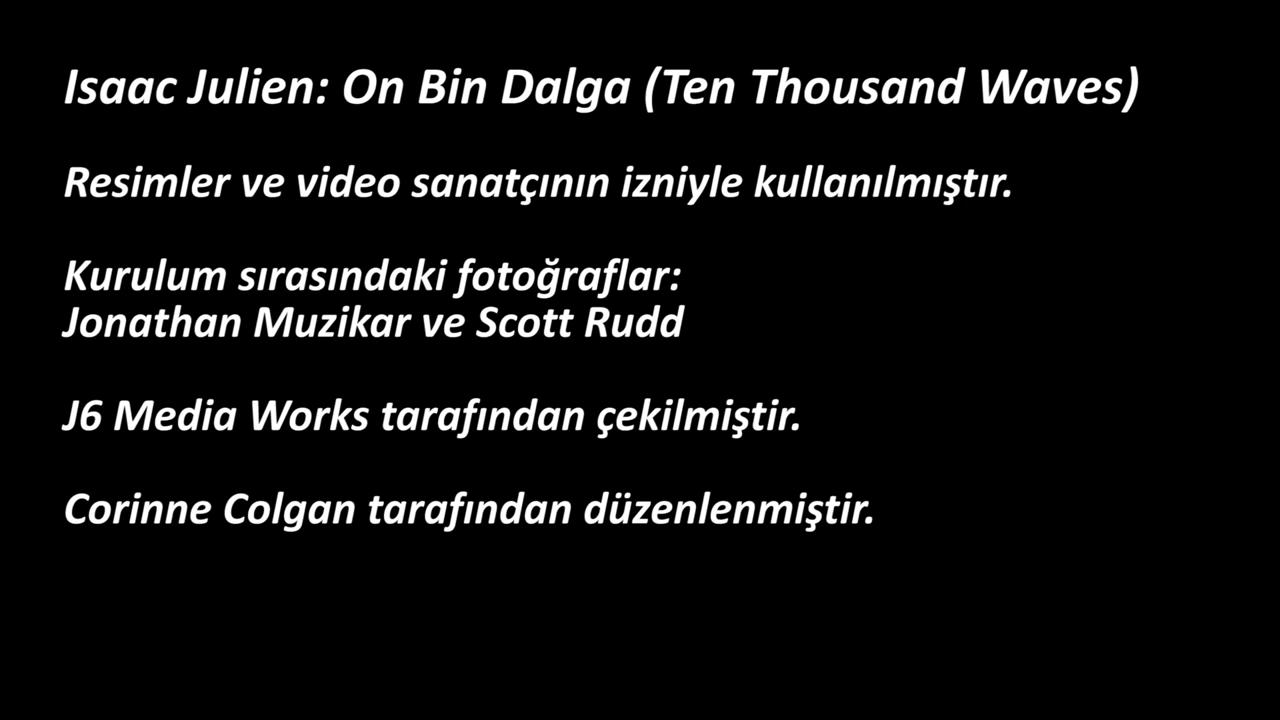 Isaac Julien: On Bin Dalga (Ten Thousand Waves)
Resimler ve video sanatçının izniyle kullanılmıştır.
Kurulum sırasındaki fotoğraflar:
Jonathan Muzikar ve Scott Rudd
J6 Media Works tarafından çekilmiştir.
Corinne Colgan tarafından düzenlenmiştir.